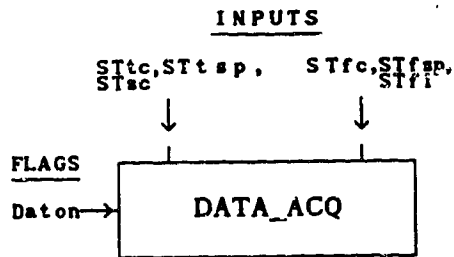 INPUTS
STtc,STtsp, STfc,STfsp,
STsc STfi
FLAGS
Daton
DATA_ACQ